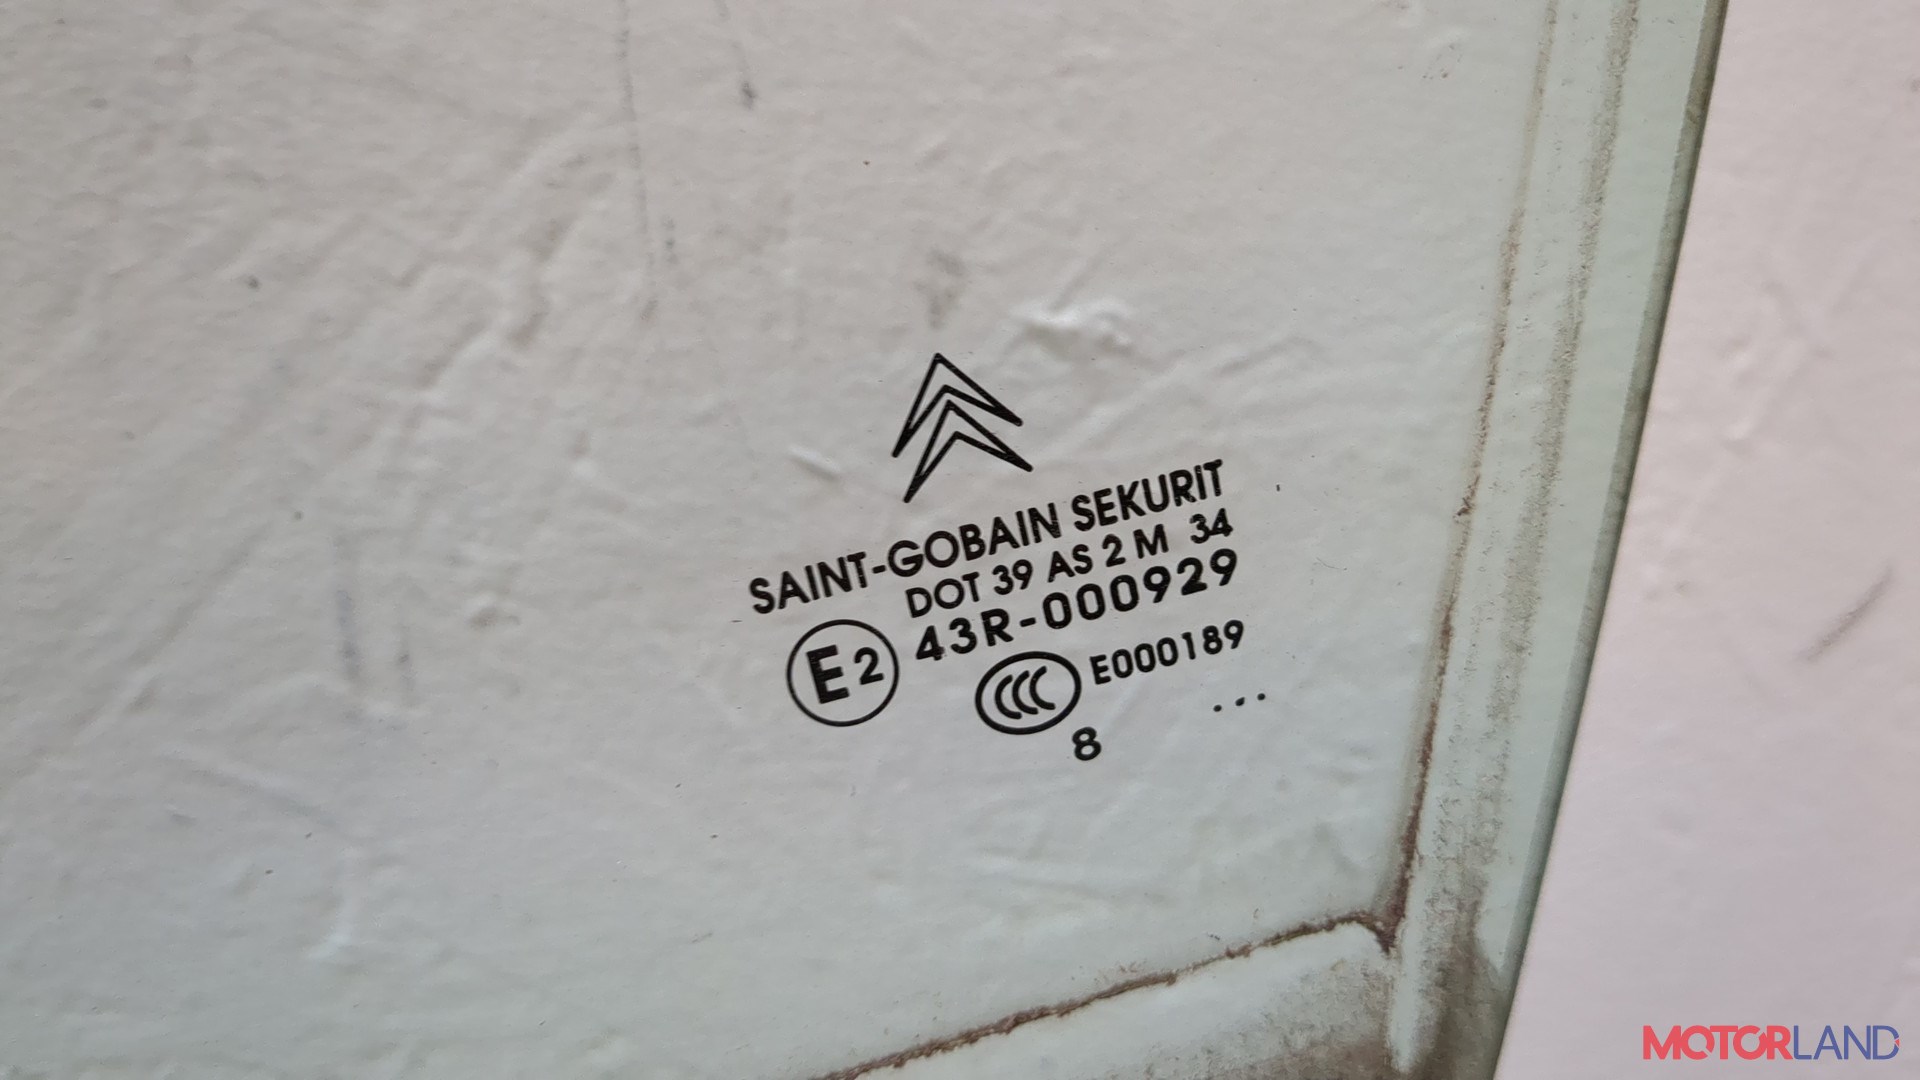 SAINT-GOBAIN SEKURIT
DOT 39 AS 2 M 34
E2 43R-000929
CCC E000189
8 ...
MOTORLAND